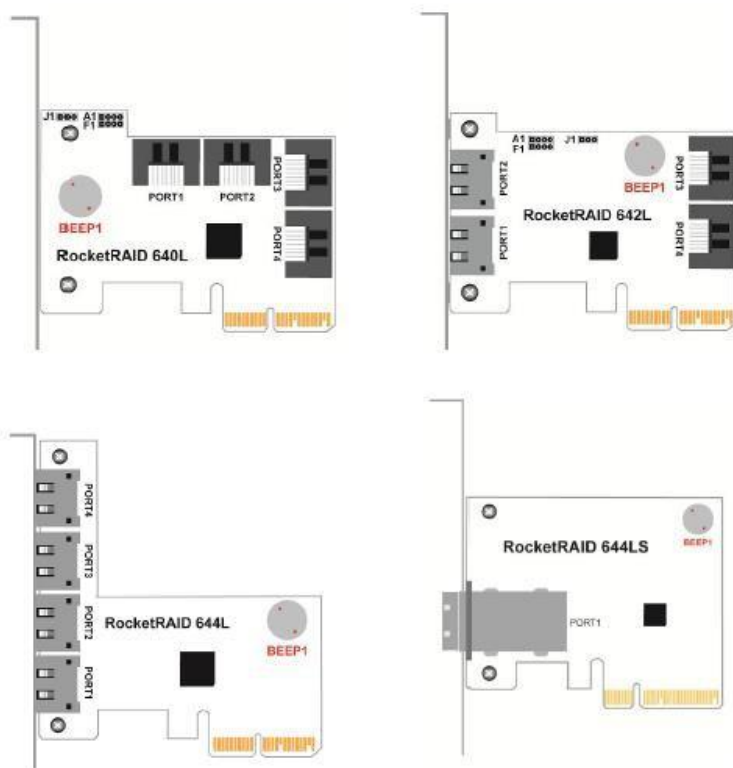 J1 A1
F1
PORT1 PORT2
PORT3
PORT4
BEEP1
RocketRAID 640L
A1 J1
F1
PORT2
PORT1
BEEP1
PORT3
PORT4
RocketRAID 642L
PORT4
PORT3
PORT2
PORT1
RocketRAID 644L
BEEP1
RocketRAID 644LS
BEEP1
PORT1